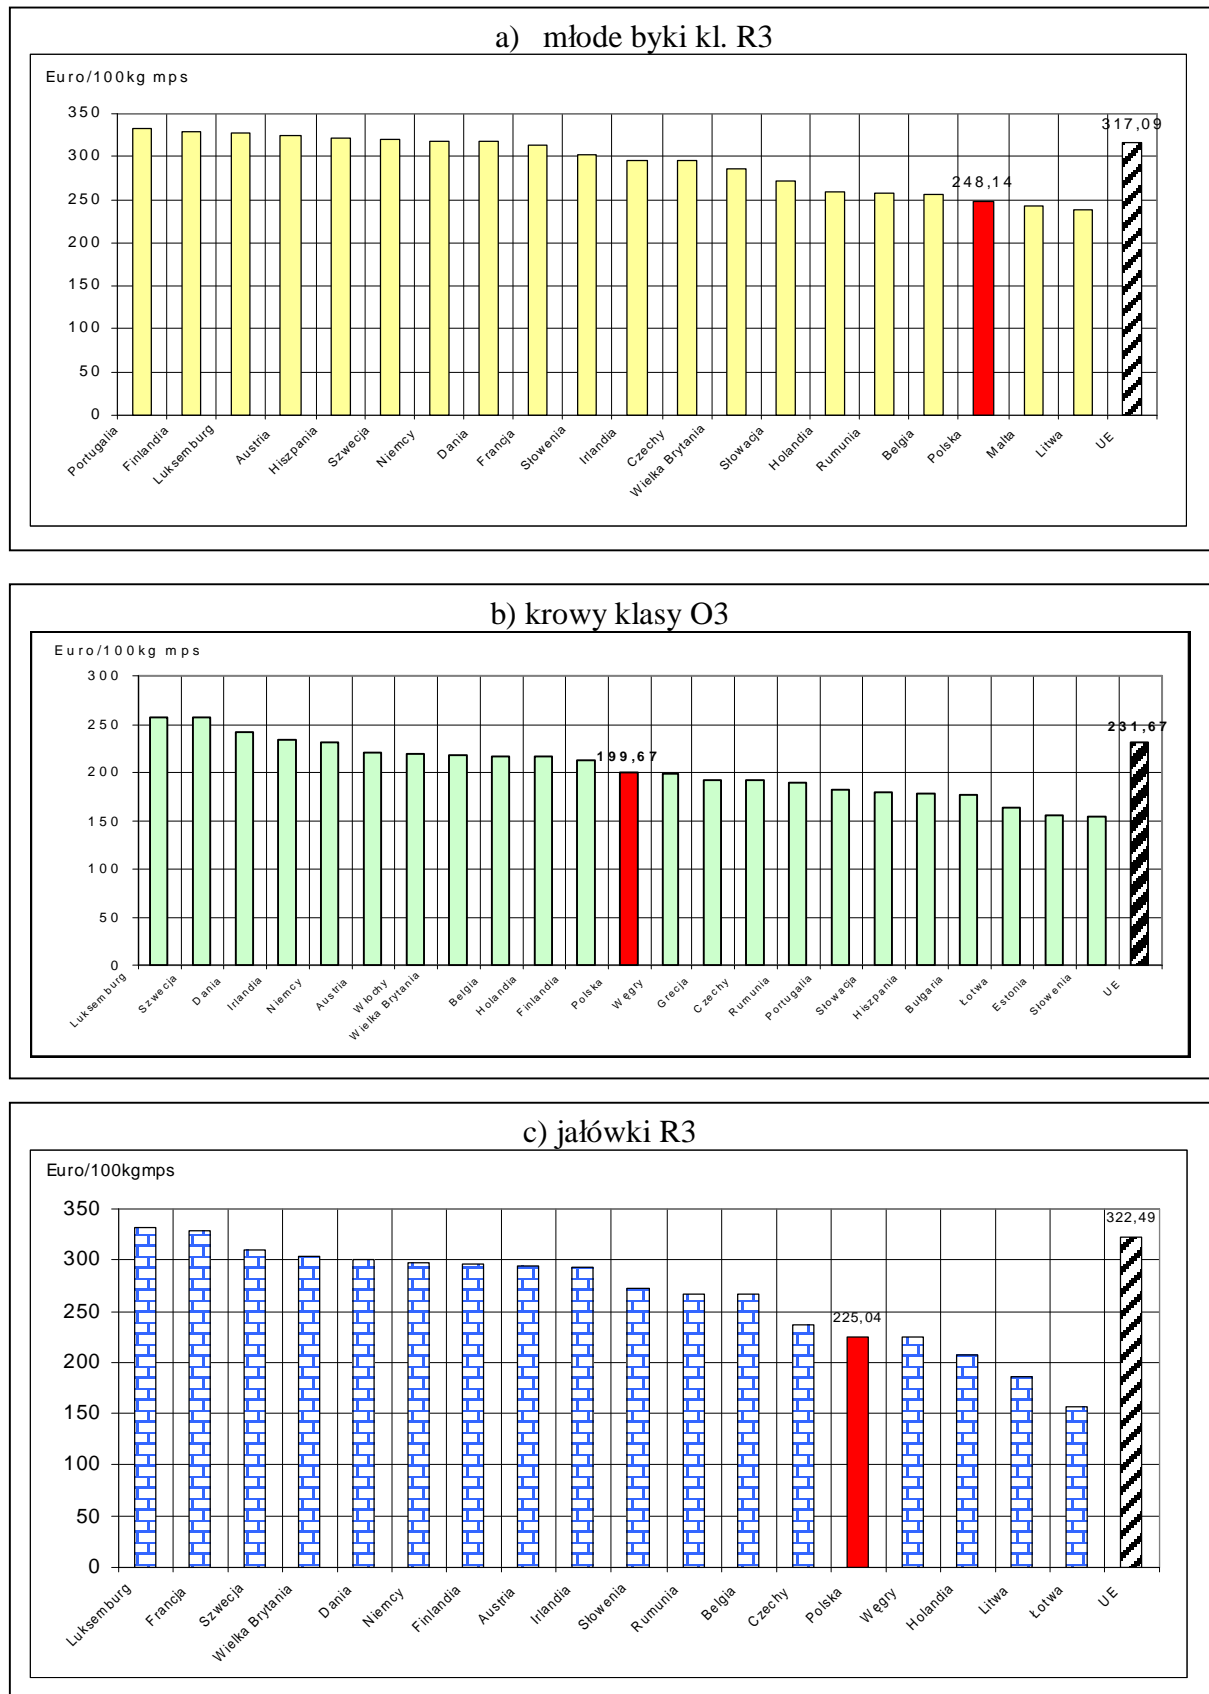 a) młode byki kl. R3
Euro/100kg mps
350
300
250
200
150
100
50
0
317,09
248,14
Portugalia
Finlandia
Luksemburg
Austria
Hiszpania
Szwecja
Niemcy
Dania
Francja
Słowenia
Irlandia
Czechy
Wielka Brytania
Słowacja
Holandia
Rumunia
Belgia
Polska
Malta
Litwa
UE
b) krowy klasy O3
Euro/100kg mps
300
250
200
150
100
50
0
231,67
199,67
Luksemburg
Szwecja
Dania
Irlandia
Niemcy
Austria
Włochy
Wielka Brytania
Belgia
Holandia
Finlandia
Polska
Węgry
Grecja
Czechy
Rumunia
Portugalia
Słowacja
Hiszpania
Bułgaria
Łotwa
Estonia
Słowenia
UE
c) jałówki R3
Euro/100kgmps
350
300
250
200
150
100
50
0
322,49
225,04
Luksemburg
Francja
Szwecja
Wielka Brytania
Dania
Niemcy
Finlandia
Austria
Irlandia
Słowenia
Rumunia
Belgia
Czechy
Polska
Węgry
Holandia
Litwa
Łotwa
UE